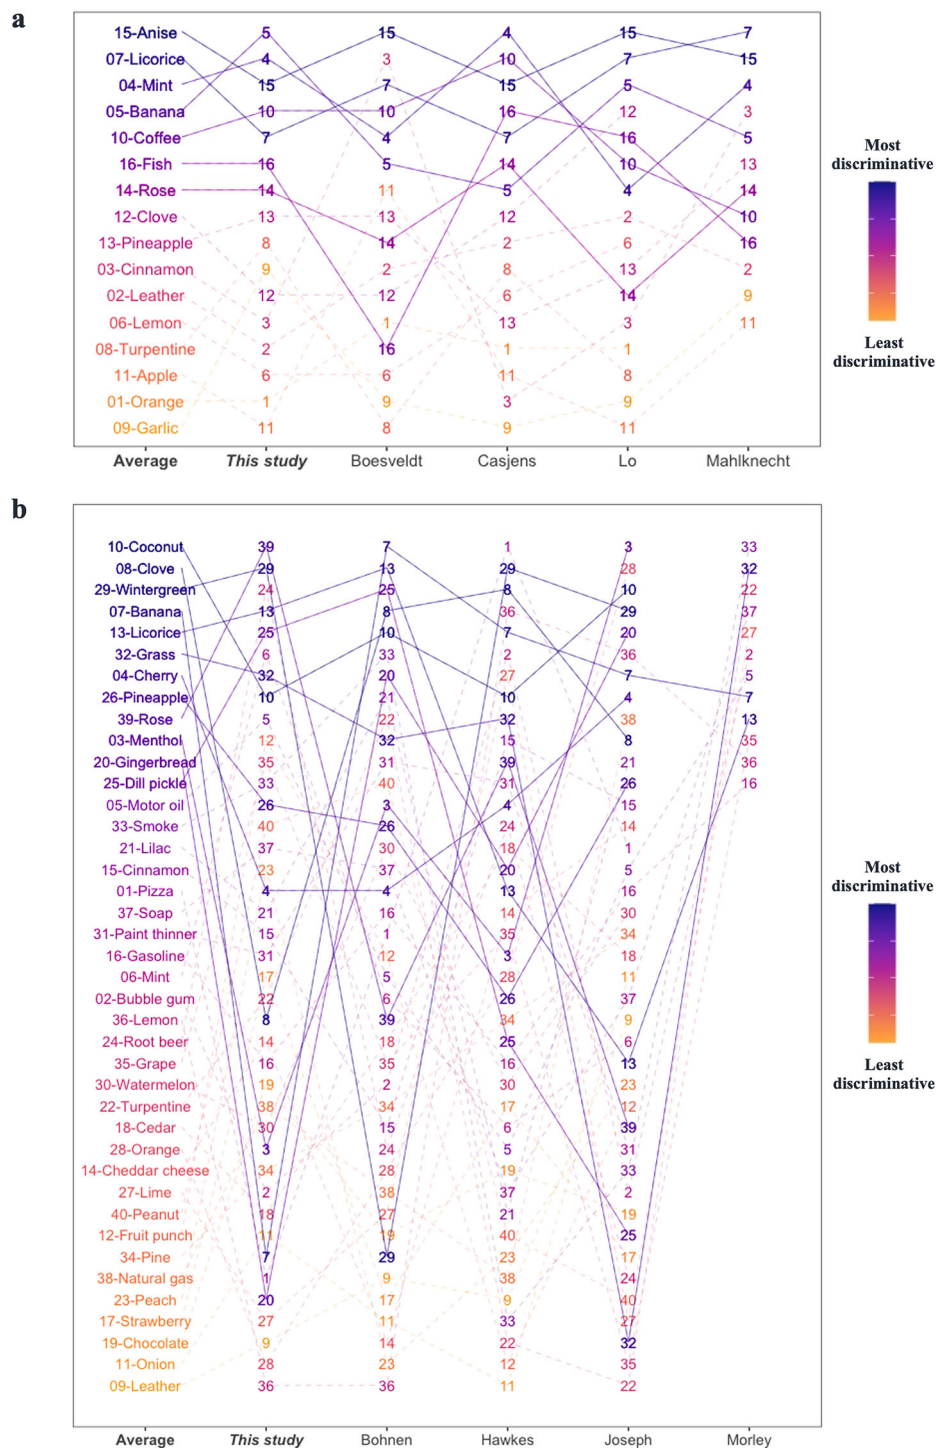 a
15-Anise 5 15 4 15 7
07-Licorice 4 3 10 7 15
04-Mint 15 7 15 5 4
05-Banana 10 10 16 12 3
10-Coffee 7 4 7 16 5
16-Fish 16 5 14 10 13
14-Rose 14 11 5 4 14
12-Clove 13 13 12 2 10
13-Pineapple 8 14 2 6 16
03-Cinnamon 9 2 8 13 2
02-Leather 12 12 6 14 9
06-Lemon 3 1 13 3 11
08-Turpentine 2 16 1 1
11-Apple 6 6 11 8
01-Orange 1 9 3 9
09-Garlic 11 8 9 11
Average This study Boesveldt Casjens Lo Mahlknecht
Most
discriminative
Least
discriminative
b
10-Coconut 39 7 1 3 33
08-Clove 29 13 29 28 32
29-Wintergreen 24 25 8 10 22
07-Banana 13 8 36 29 37
13-Licorice 25 10 7 20 27
32-Grass 6 33 2 36 2
04-Cherry 32 20 27 7 5
26-Pineapple 10 21 10 4 7
39-Rose 5 22 32 38 13
03-Menthol 12 32 15 8 35
20-Gingerbread 35 31 39 21 36
25-Dill pickle 33 40 31 26 16
05-Motor oil 26 3 4 15
33-Smoke 40 26 24 14
21-Lilac 37 30 18 1
15-Cinnamon 23 37 20 5
01-Pizza 4 4 13 16
37-Soap 21 16 14 30
31-Paint thinner 15 1 35 34
16-Gasoline 31 12 3 18
06-Mint 17 5 28 11
02-Bubble gum 22 6 26 37
36-Lemon 8 39 34 9
24-Root beer 14 18 25 6
35-Grape 16 35 16 13
30-Watermelon 19 2 30 23
22-Turpentine 38 34 17 12
18-Cedar 30 15 6 39
28-Orange 3 24 5 31
14-Cheddar cheese 34 28 19 33
27-Lime 2 38 37 2
40-Peanut 18 27 21 19
12-Fruit punch 11 19 40 25
34-Pine 7 29 23 17
38-Natural gas 1 9 38 24
23-Peach 20 17 9 40
17-Strawberry 27 11 33 27
19-Chocolate 9 14 22 32
11-Onion 28 23 12 35
09-Leather 36 36 11 22
Average This study Bohnen Hawkes Joseph Morley
Most
discriminative
Least
discriminative